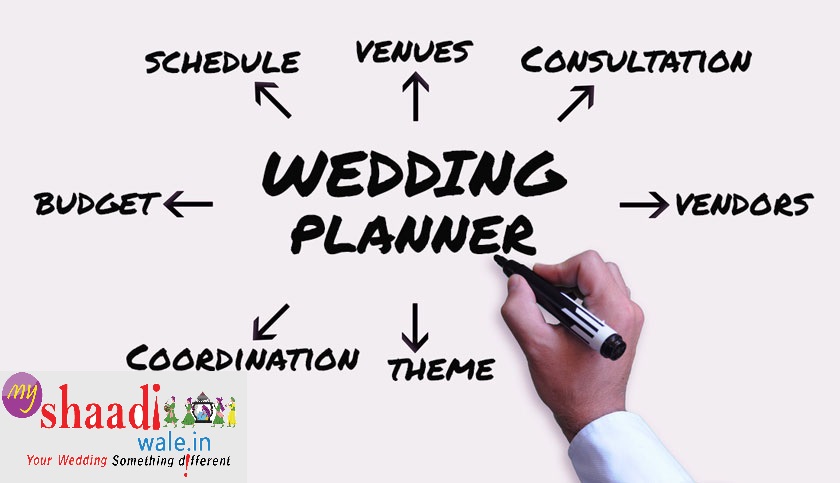 SCHEDULE
VENUES
CONSULTATION
WEDDING
PLANNER
BUDGET
VENDORS
COORDINATION
THEME
my
shaadi
wale.in
Your Wedding Something different